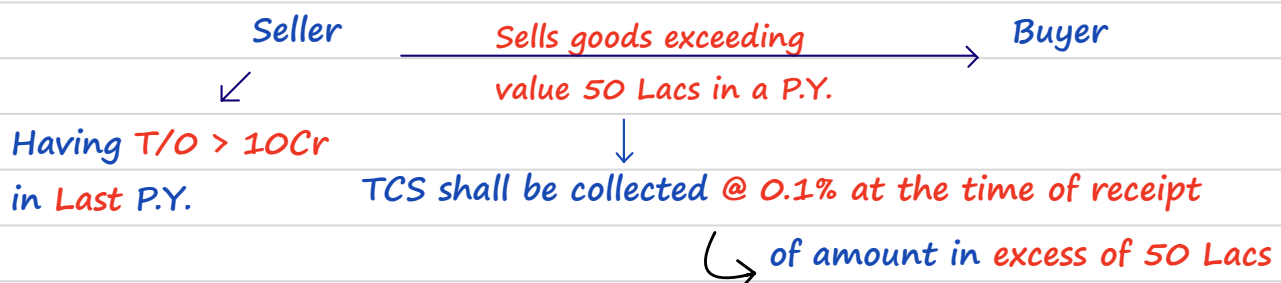 Seller Sells goods exceeding Buyer
value 50 Lacs in a P.Y.
Having T/O > 10Cr
in Last P.Y. TCS shall be collected @ 0.1% at the time of receipt
of amount in excess of 50 Lacs